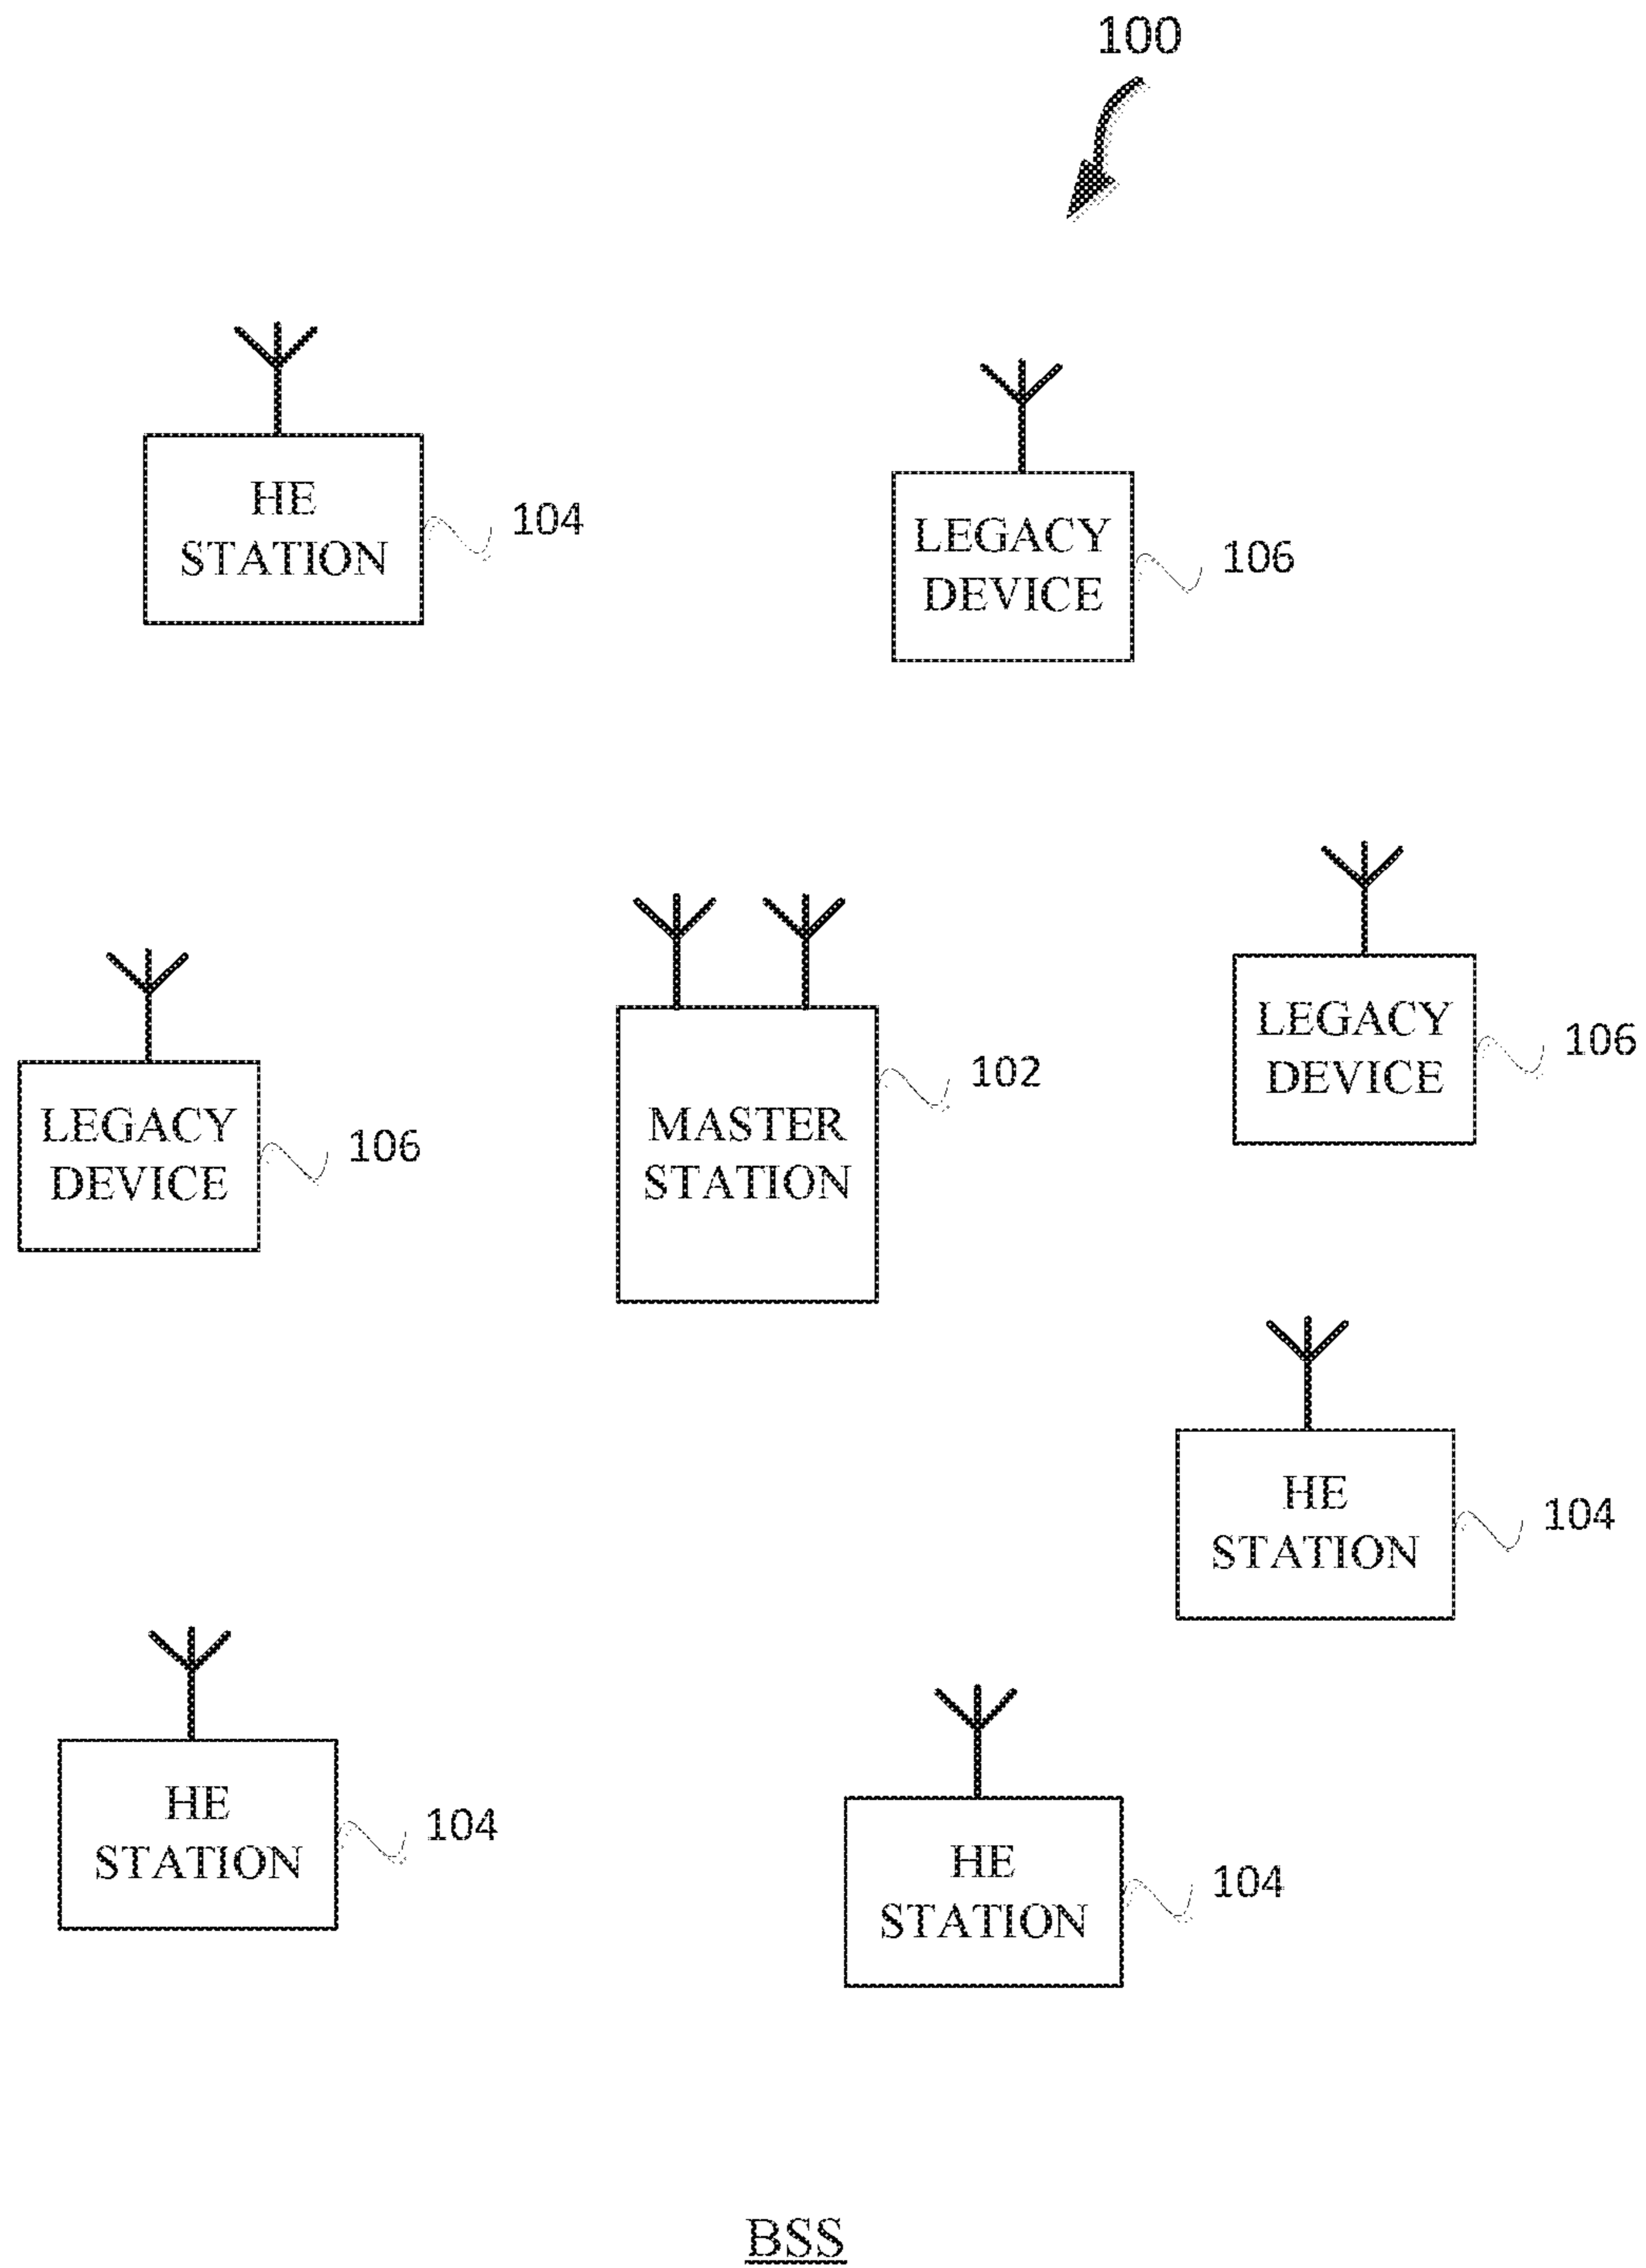 100
HE
STATION
104
LEGACY
DEVICE
106
LEGACY
DEVICE
106
MASTER
STATION
102
LEGACY
DEVICE
106
HE
STATION
104
HE
STATION
104
HE
STATION
104
BSS